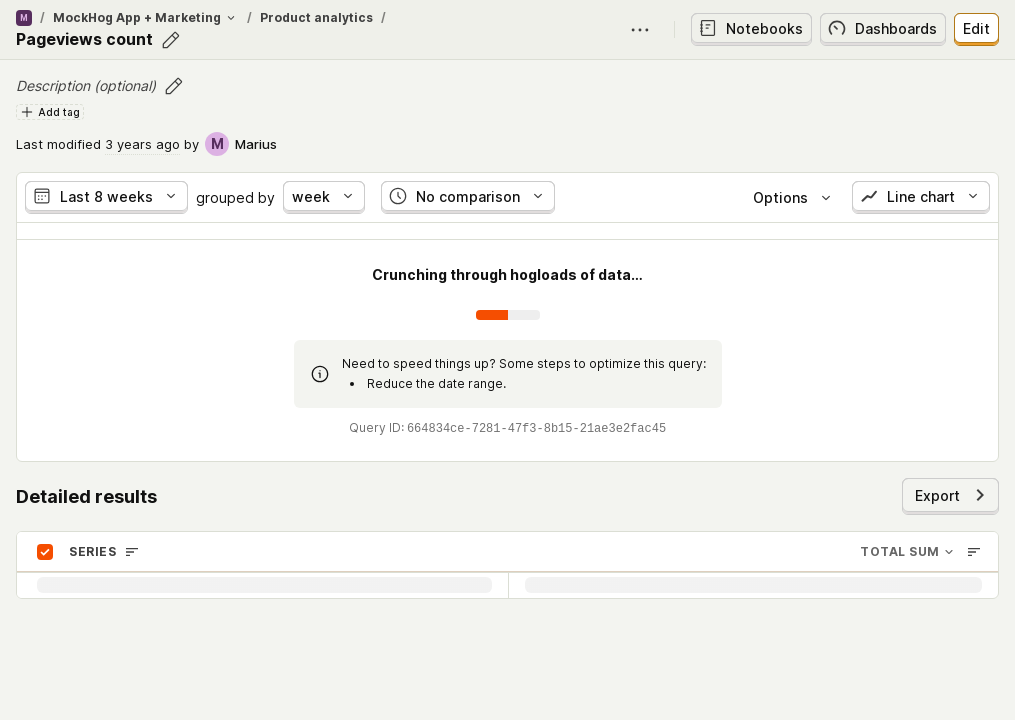 M / MockHog App + Marketing / Product analytics /
Pageviews count
Notebooks
Dashboards
Edit
Description (optional)
Add tag
Last modified 3 years ago by M Marius
Last 8 weeks grouped by week No comparison Options Line chart
Crunching through hogloads of data...
Need to speed things up? Some steps to optimize this query:
• Reduce the date range.
Query ID: 664834ce-7281-47f3-8b15-21ae3e2fac45
Detailed results
Export
SERIES TOTAL SUM